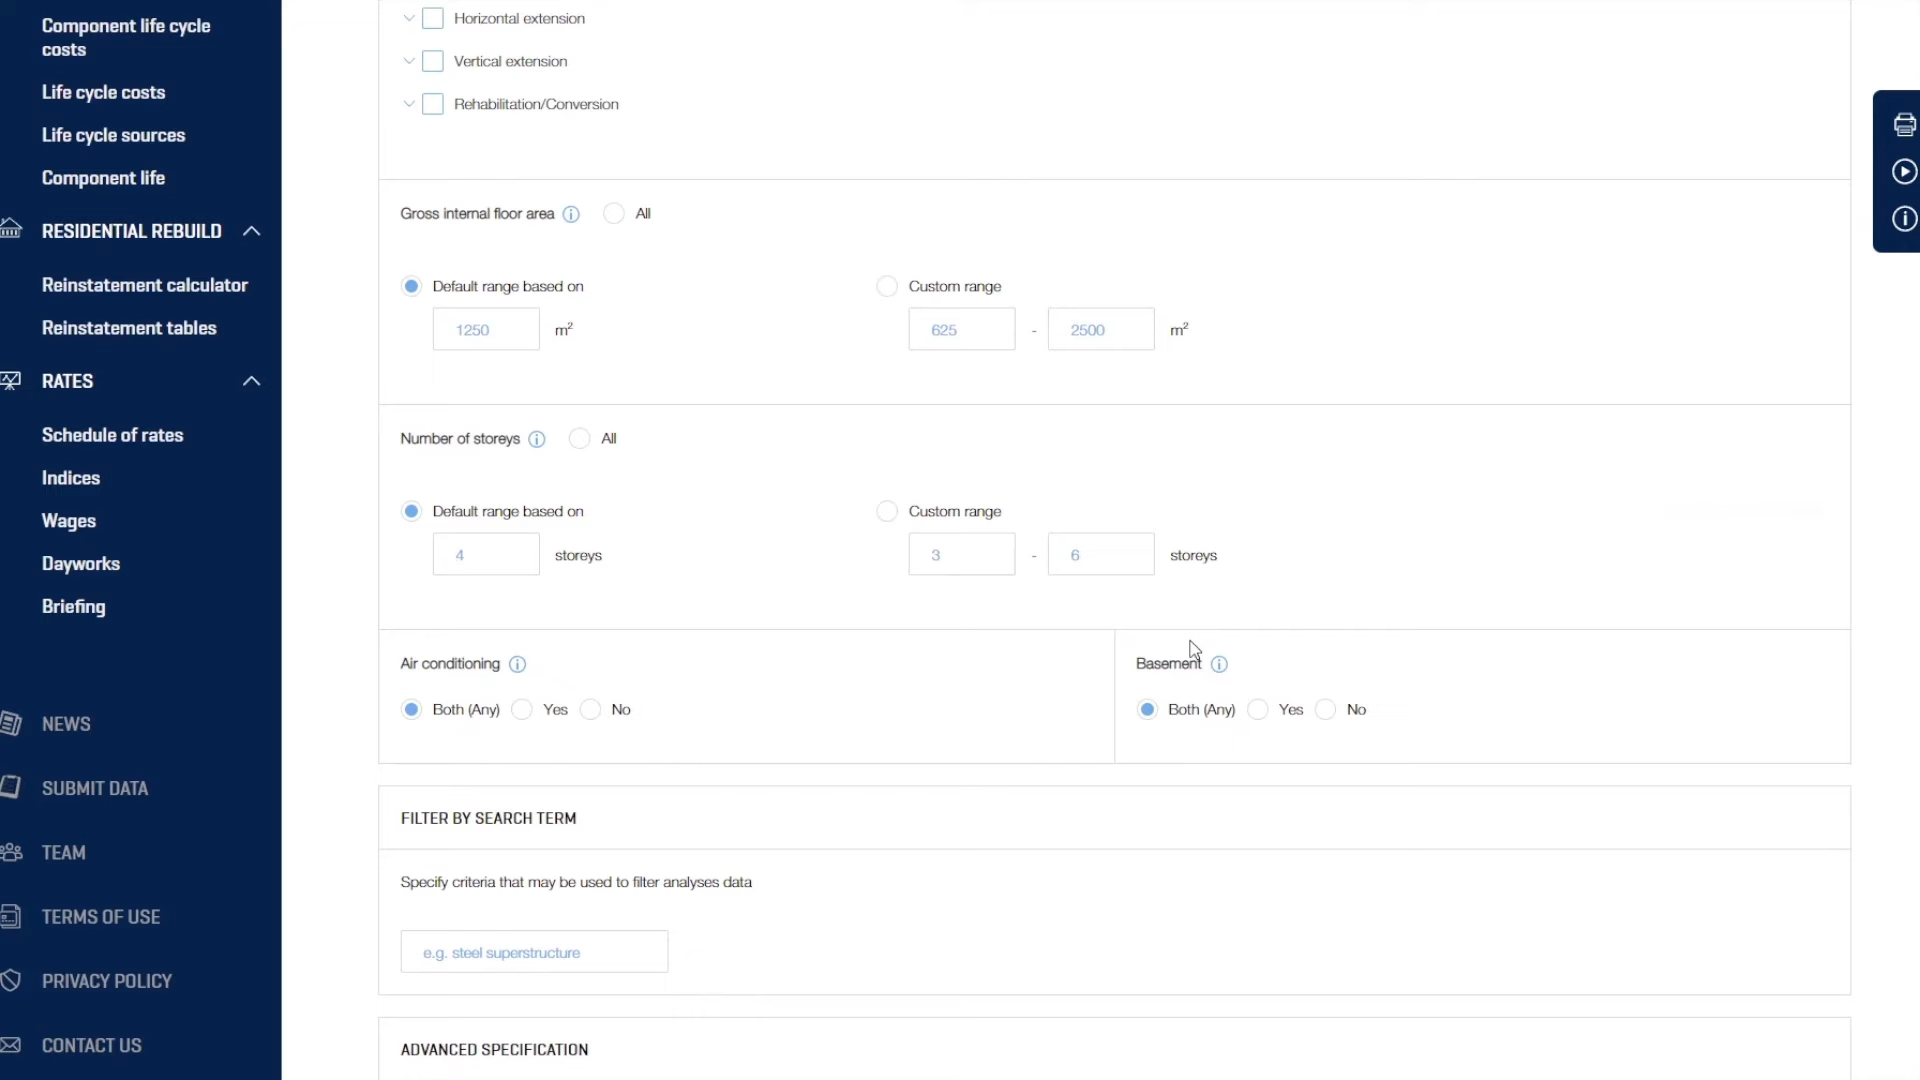 Component life cycle
costs
Life cycle costs
Life cycle sources
Component life
RESIDENTIAL REBUILD
Reinstatement calculator
Reinstatement tables
RATES
Schedule of rates
Indices
Wages
Dayworks
Briefing
NEWS
SUBMIT DATA
TEAM
TERMS OF USE
PRIVACY POLICY
CONTACT US
Horizontal extension
Vertical extension
Rehabilitation/Conversion
Gross internal floor area All
Default range based on Custom range
1250 m² 625 - 2500 m²
Number of storeys All
Default range based on Custom range
4 storeys 3 - 6 storeys
Air conditioning Basement
Both (Any) Yes No Both (Any) Yes No
FILTER BY SEARCH TERM
Specify criteria that may be used to filter analyses data
e.g. steel superstructure
ADVANCED SPECIFICATION